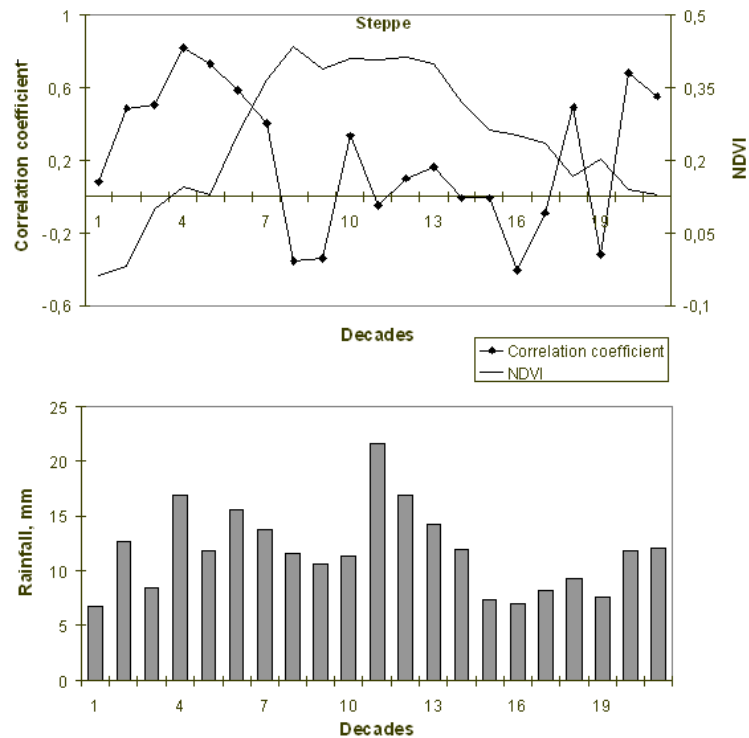 Steppe
1
0,6
0,2
-0,2
-0,6
Correlation coefficient
0,5
0,35
0,2
0,05
-0,1
NDVI
1 4 7 10 13 16 19
Decades
Correlation coefficient
NDVI
25
20
15
10
5
0
Rainfall, mm
1 4 7 10 13 16 19
Decades